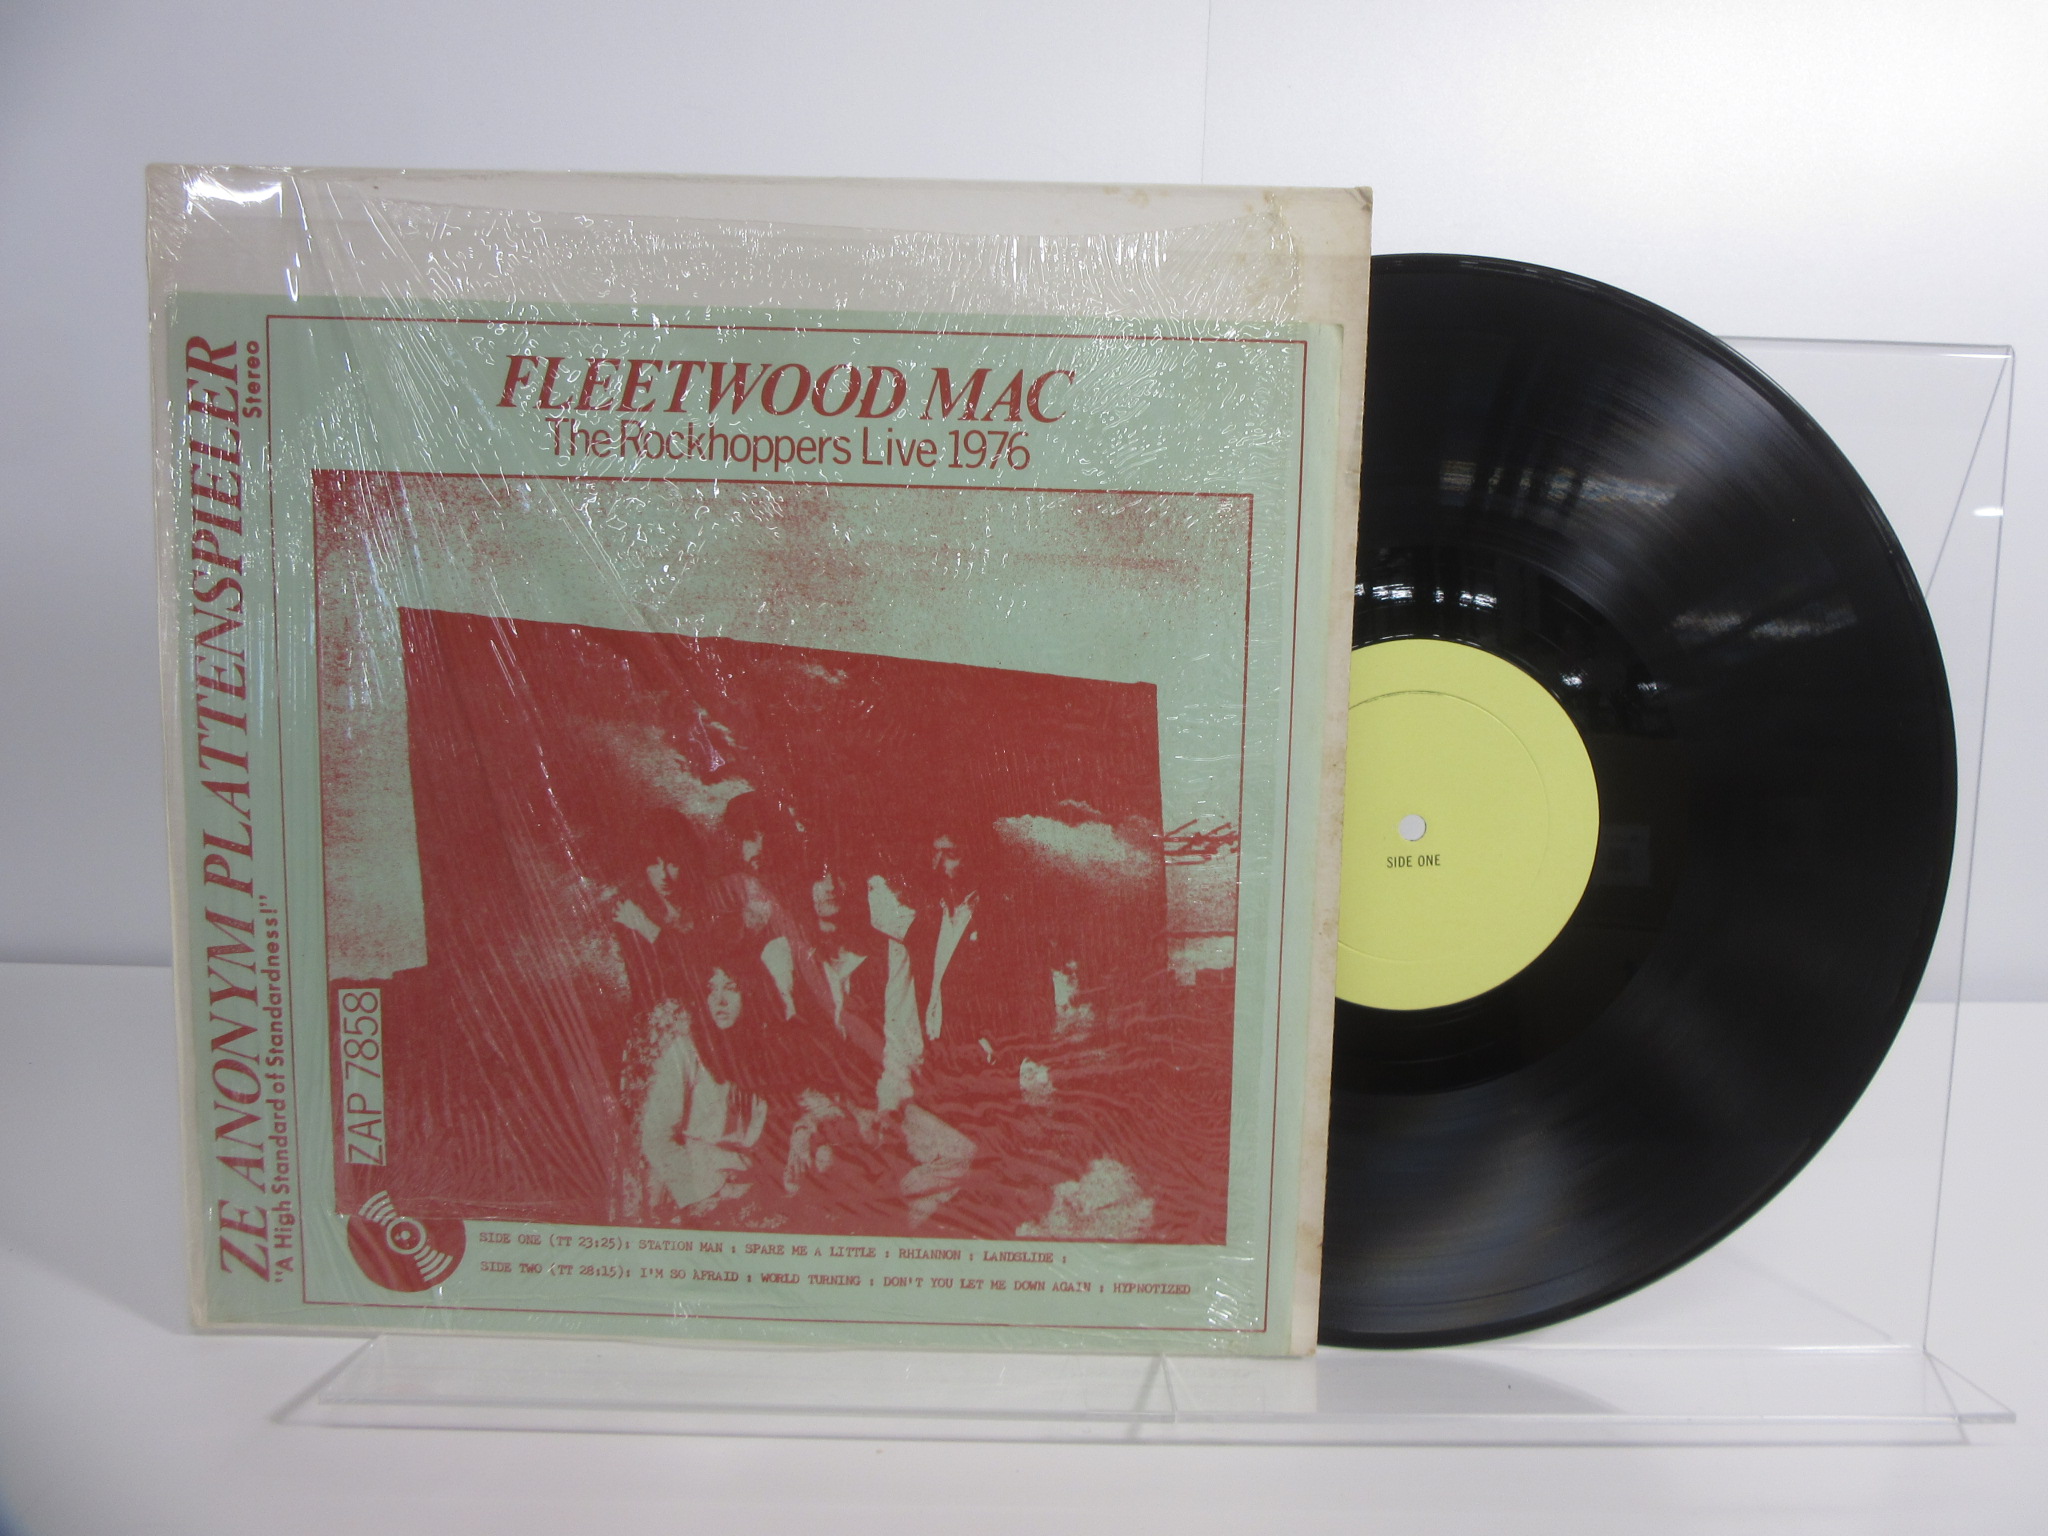 FLEETWOOD MAC
The Rockhoppers Live 1976
ZE ANONYM PLATTENSPIELER
Stereo
"A High Standard of Standardness!"
ZAP 7858
SIDE ONE (TT 23:25): STATION MAN : SPARE ME A LITTLE : RHIANNON : LANDSLIDE :
SIDE TWO (TT 28:15): I'M SO AFRAID : WORLD TURNING : DON'T YOU LET ME DOWN AGAIN : HYPNOTIZED
SIDE ONE